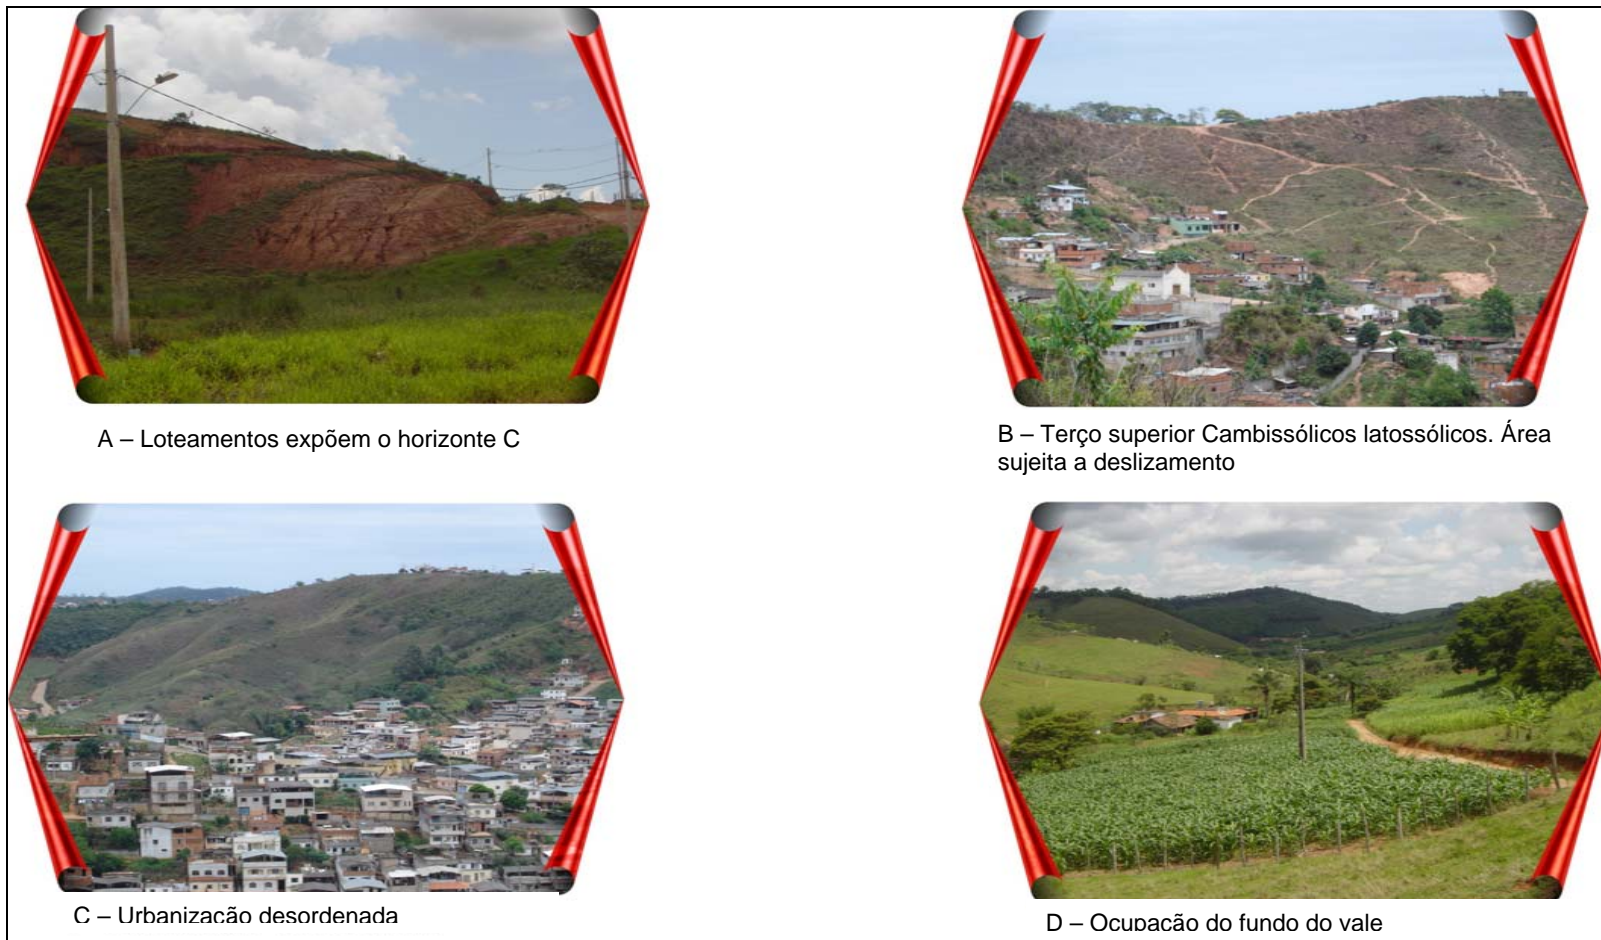 A – Loteamentos expõem o horizonte C
B – Terço superior Cambissólicos latossólicos. Área
sujeita a deslizamento
C – Urbanização desordenada
D – Ocupação do fundo do vale